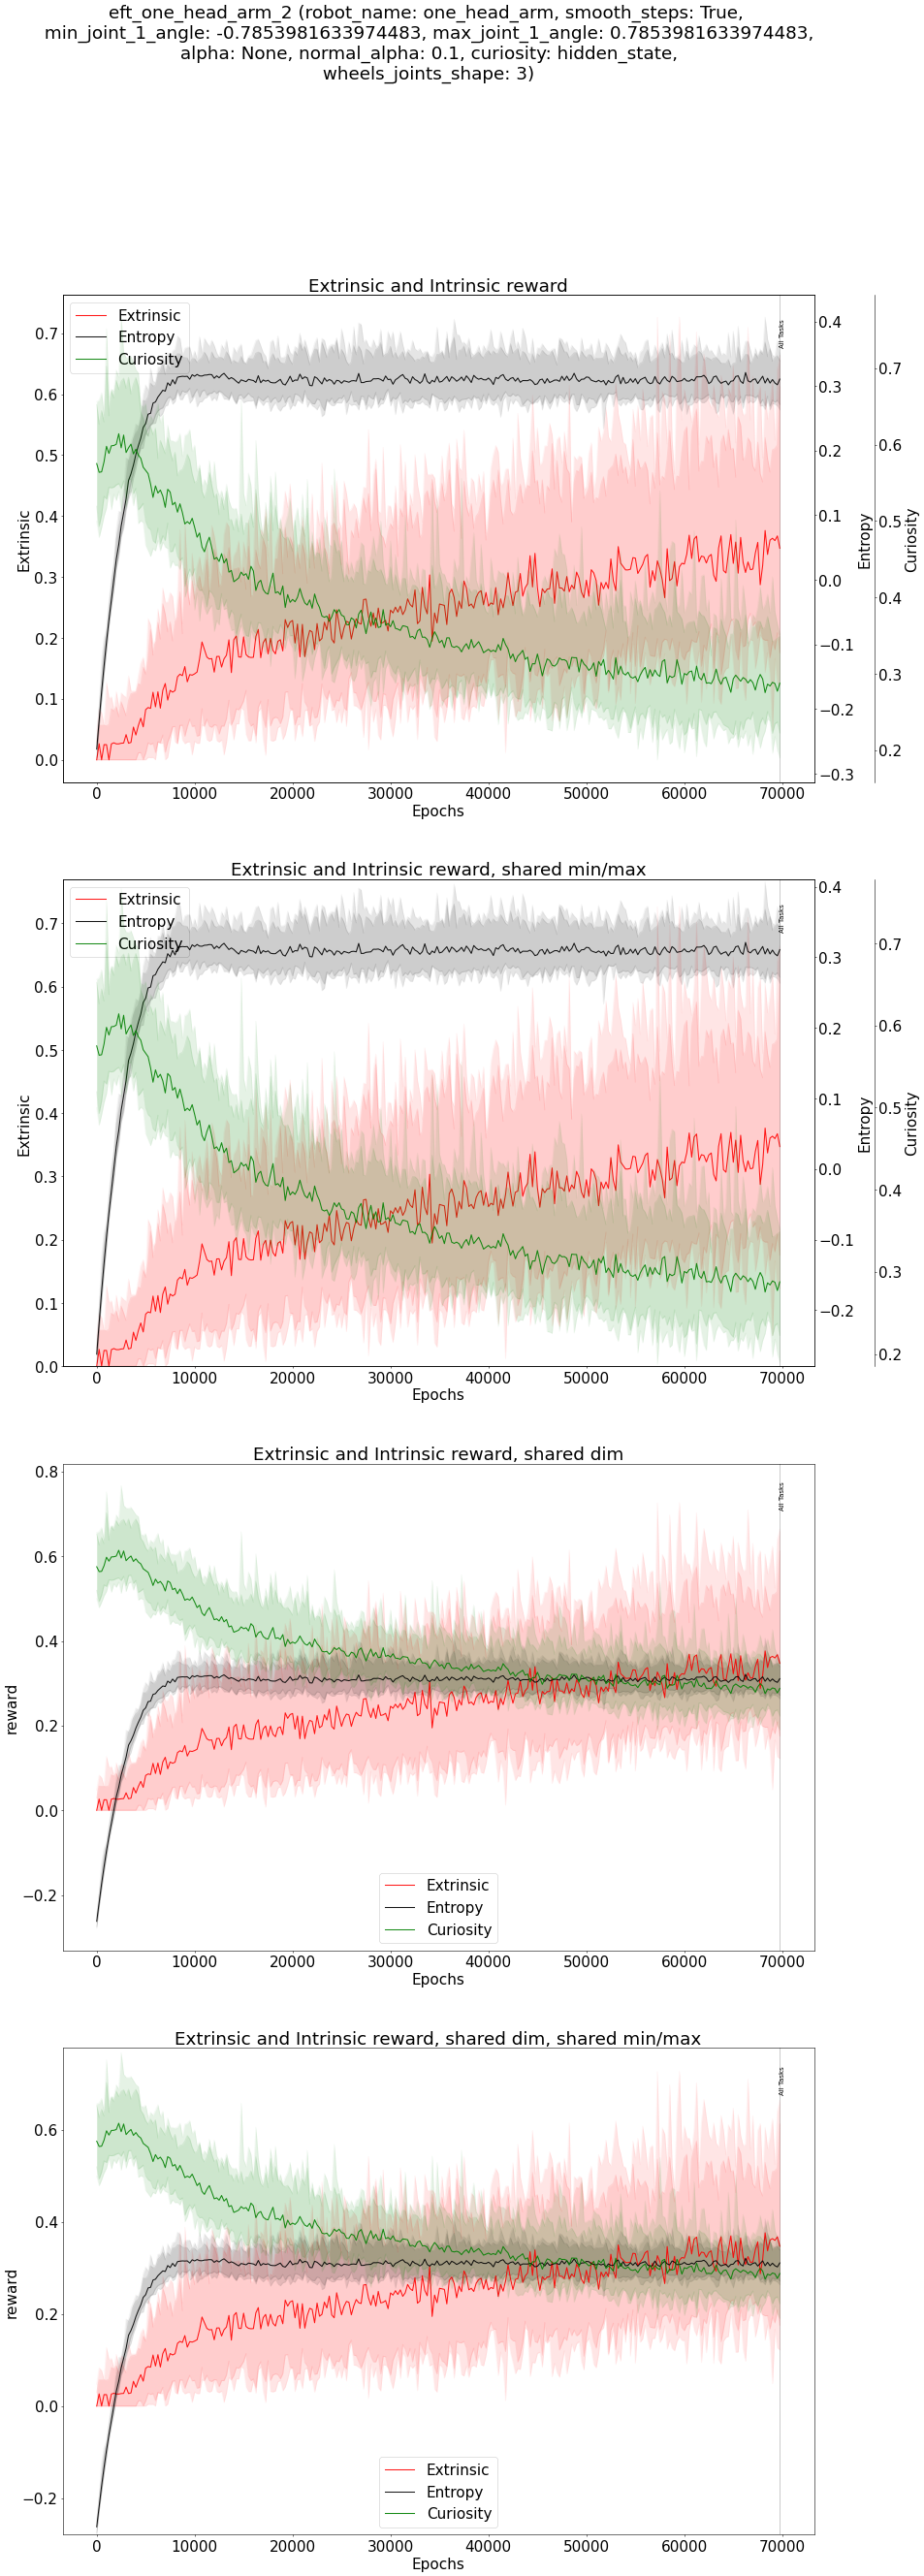 eft_one_head_arm_2 (robot_name: one_head_arm, smooth_steps: True,
min_joint_1_angle: -0.7853981633974483, max_joint_1_angle: 0.7853981633974483,
alpha: None, normal_alpha: 0.1, curiosity: hidden_state,
wheels_joints_shape: 3)
Extrinsic and Intrinsic reward
Extrinsic
Entropy
Curiosity
All Tasks
0.7
0.6
0.5
0.4
0.3
0.2
0.1
0.0
Extrinsic
0.4
0.3
0.2
0.1
0.0
−0.1
−0.2
−0.3
Entropy
0.7
0.6
0.5
0.4
0.3
0.2
Curiosity
0 10000 20000 30000 40000 50000 60000 70000
Epochs
Extrinsic and Intrinsic reward, shared min/max
Extrinsic
Entropy
Curiosity
All Tasks
0.7
0.6
0.5
0.4
0.3
0.2
0.1
0.0
Extrinsic
0.4
0.3
0.2
0.1
0.0
−0.1
−0.2
Entropy
0.7
0.6
0.5
0.4
0.3
0.2
Curiosity
0 10000 20000 30000 40000 50000 60000 70000
Epochs
Extrinsic and Intrinsic reward, shared dim
All Tasks
0.8
0.6
0.4
0.2
0.0
−0.2
reward
Extrinsic
Entropy
Curiosity
0 10000 20000 30000 40000 50000 60000 70000
Epochs
Extrinsic and Intrinsic reward, shared dim, shared min/max
All Tasks
0.6
0.4
0.2
0.0
−0.2
reward
Extrinsic
Entropy
Curiosity
0 10000 20000 30000 40000 50000 60000 70000
Epochs